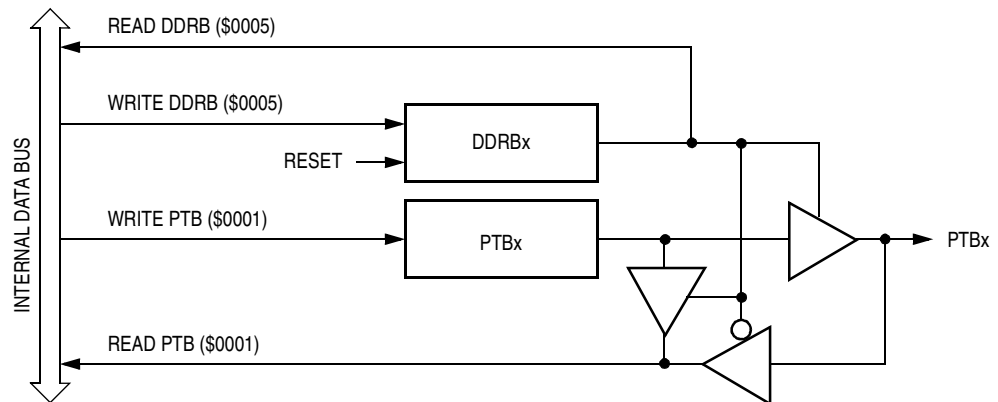 READ DDRB ($0005)
WRITE DDRB ($0005)
DDRBx
RESET
WRITE PTB ($0001)
PTBx
PTBx
READ PTB ($0001)
INTERNAL DATA BUS